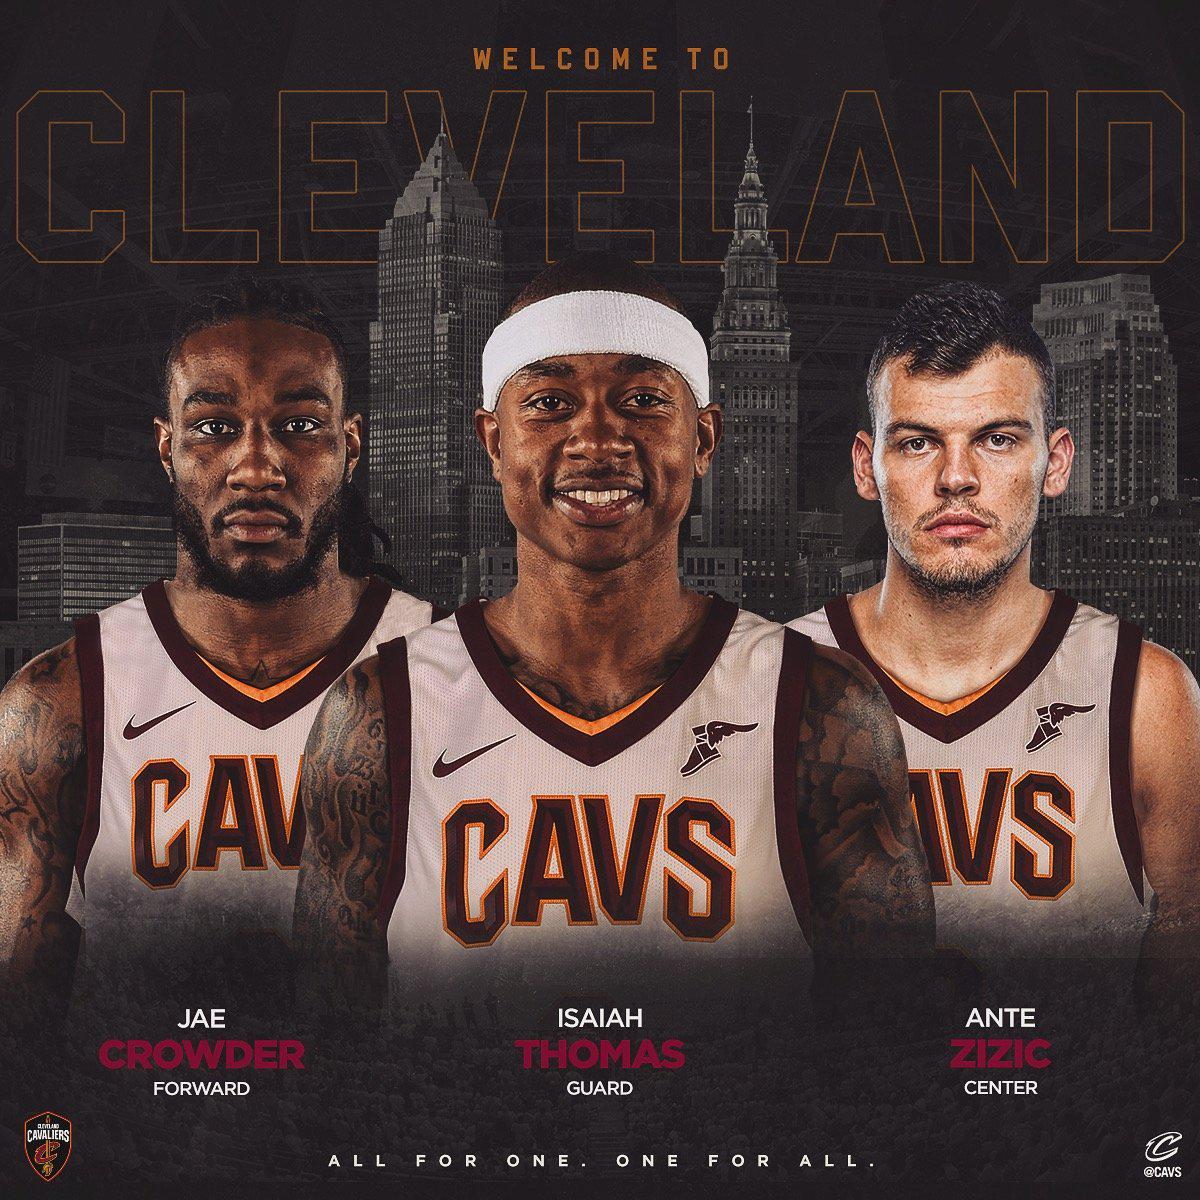 WELCOME TO
CLEVELAND
CAV
CAVS
AVS
JAE
CROWDER
FORWARD
ISAIAH
THOMAS
GUARD
ANTE
ZIZIC
CENTER
CLEVELAND
CAVALIERS
ALL FOR ONE. ONE FOR ALL.
@CAVS